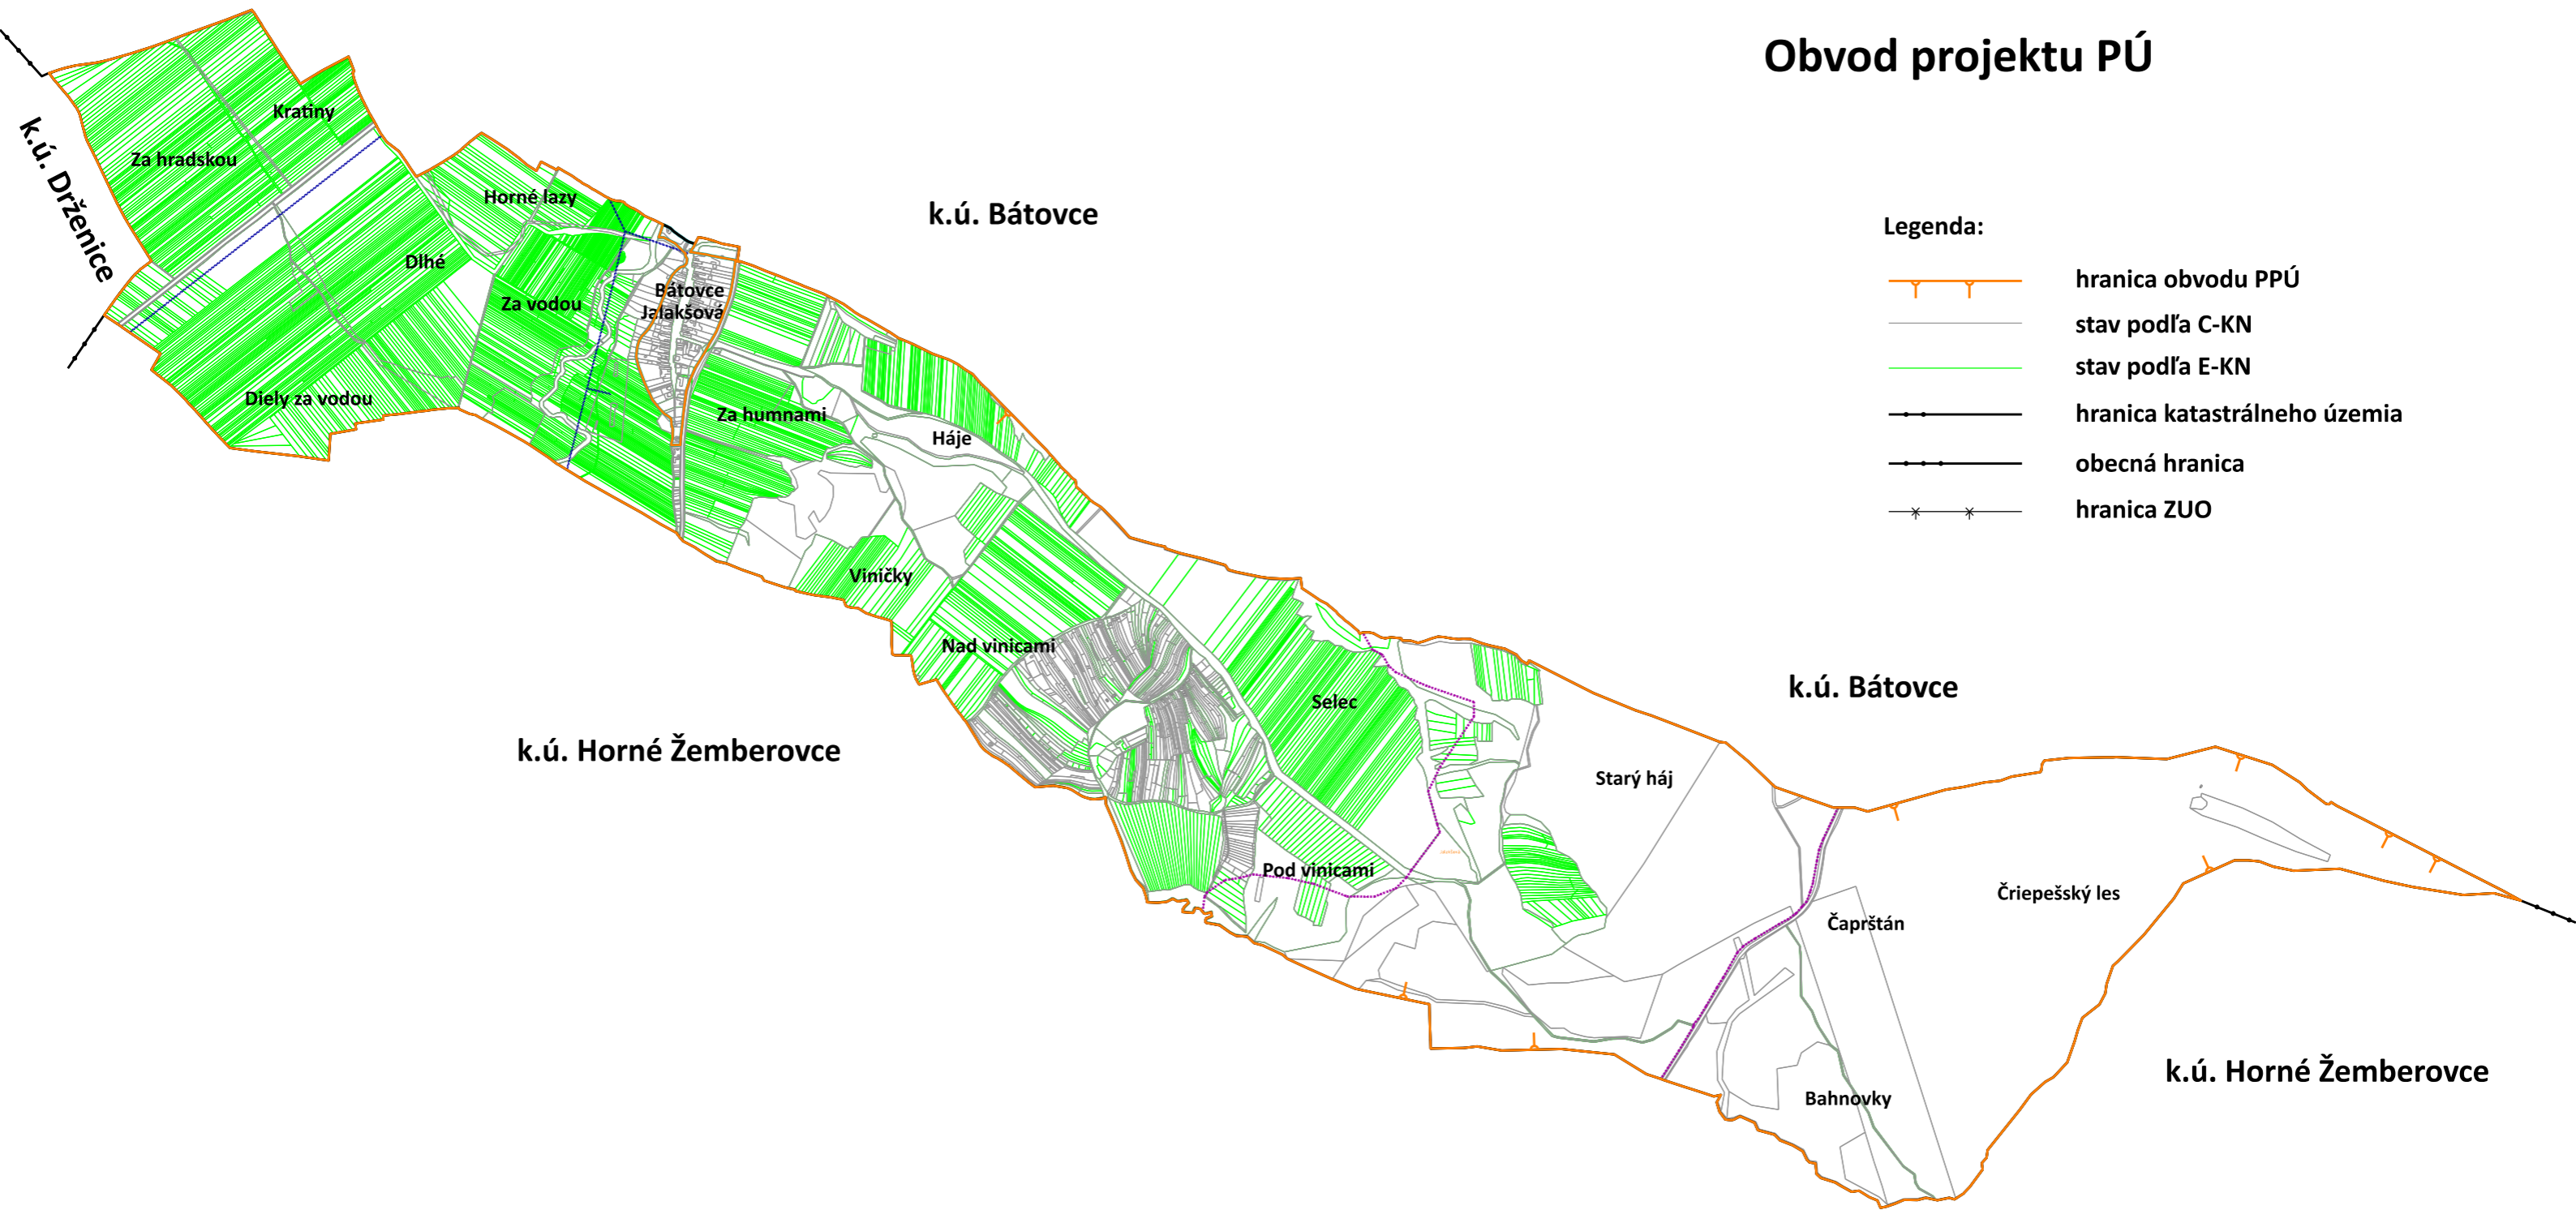 Obvod projektu PÚ
Kratiny
Za hradskou
k.ú. Drženice
Horné lazy
k.ú. Bátovce
Legenda:
Dlhé
hranica obvodu PPÚ
Bátovce
Jalakšová
Za vodou
stav podľa C-KN
stav podľa E-KN
Diely za vodou
Za humnami
hranica katastrálneho územia
Háje
obecná hranica
hranica ZUO
Viničky
Nad vinicami
k.ú. Bátovce
Selec
k.ú. Horné Žemberovce
Starý háj
Pod vinicami
Čriepešský les
Čaprštán
k.ú. Horné Žemberovce
Bahnovky